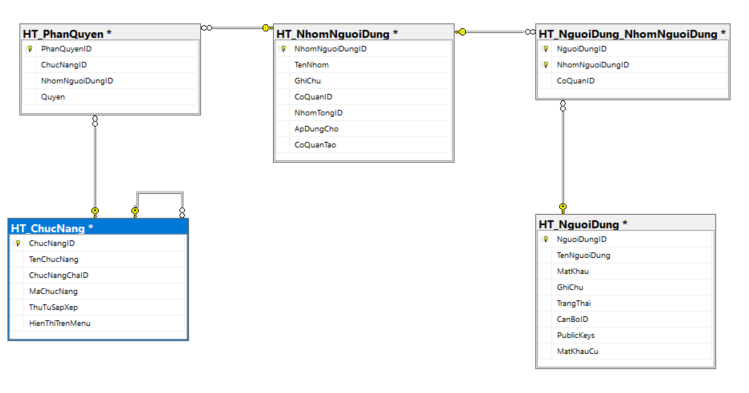 HT_PhanQuyen *
PhanQuyenID
ChucNangID
NhomNguoiDungID
Quyen
HT_NhomNguoiDung *
NhomNguoiDungID
TenNhom
GhiChu
CoQuanID
NhomTongID
ApDungCho
CoQuanTao
HT_NguoiDung_NhomNguoiDung *
NguoiDungID
NhomNguoiDungID
CoQuanID
HT_ChucNang *
ChucNangID
TenChucNang
ChucNangChaID
MaChucNang
ThuTuSapXep
HienThiTrenMenu
HT_NguoiDung *
NguoiDungID
TenNguoiDung
MatKhau
GhiChu
TrangThai
CanBoID
PublicKeys
MatKhauCu